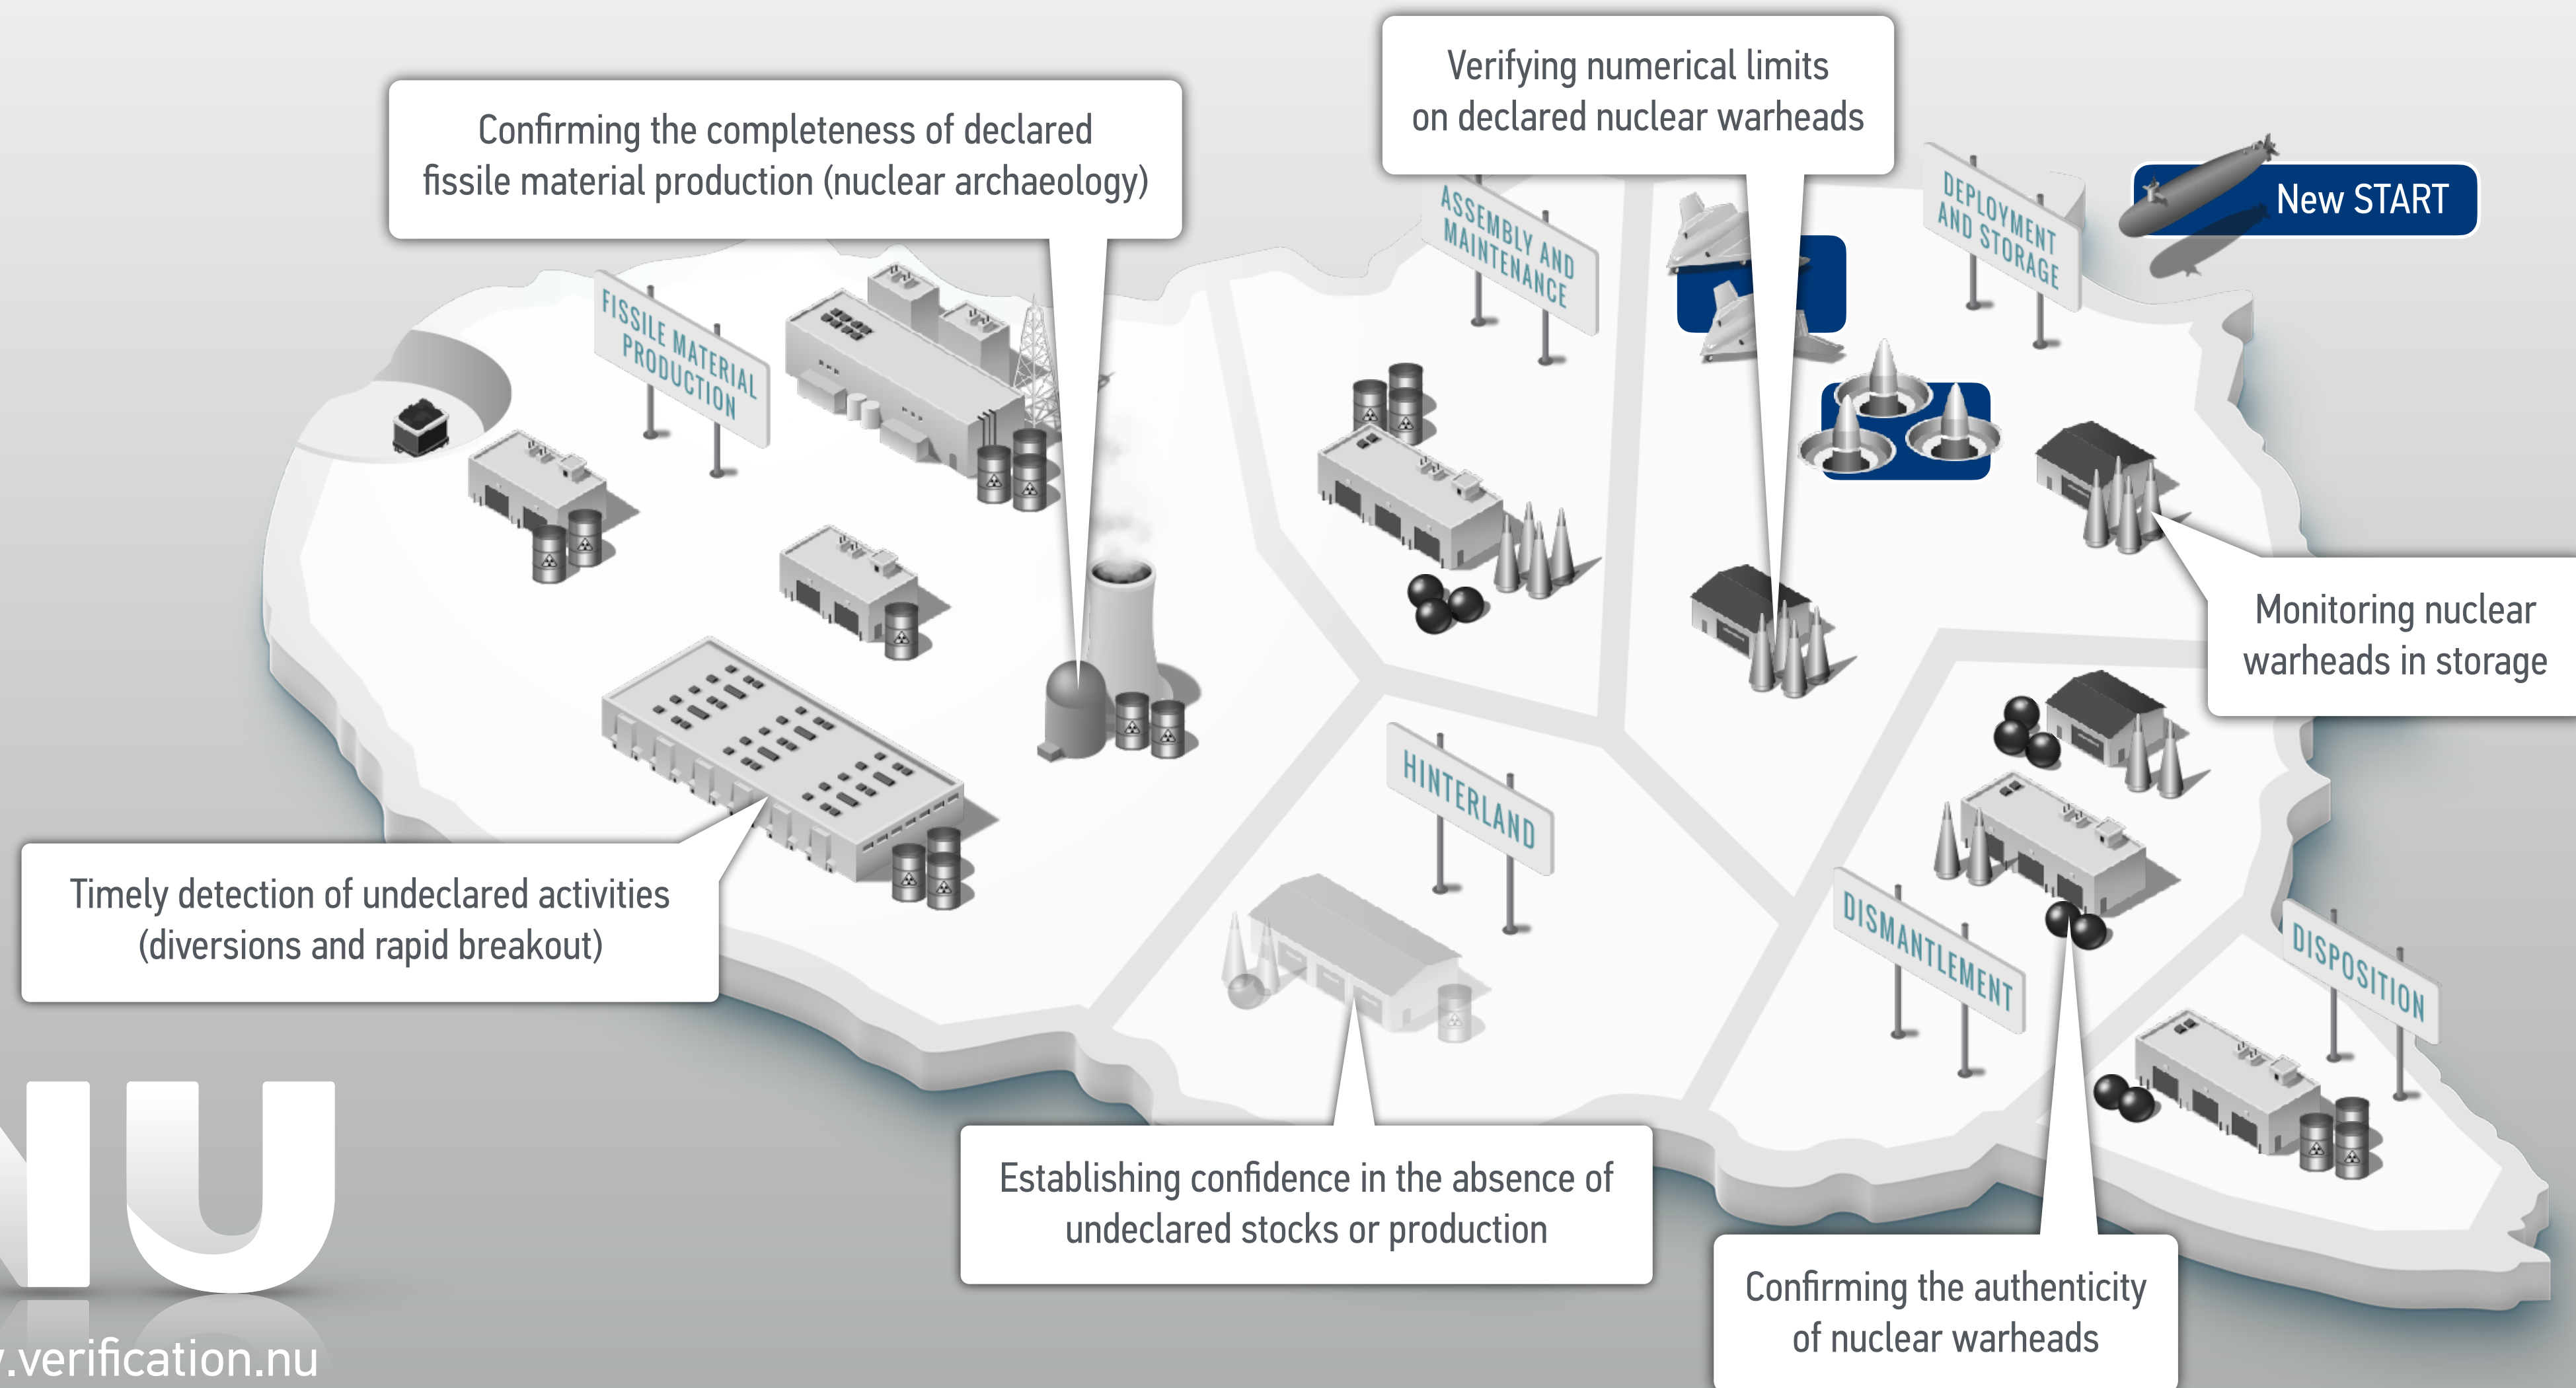 Verifying numerical limits
on declared nuclear warheads
Confirming the completeness of declared
fissile material production (nuclear archaeology)
New START
DEPLOYMENT
AND STORAGE
ASSEMBLY AND
MAINTENANCE
FISSILE MATERIAL
PRODUCTION
Monitoring nuclear
warheads in storage
HINTERLAND
Timely detection of undeclared activities
(diversions and rapid breakout)
DISMANTLEMENT
DISPOSITION
Establishing confidence in the absence of
undeclared stocks or production
Confirming the authenticity
of nuclear warheads
NU
.verification.nu